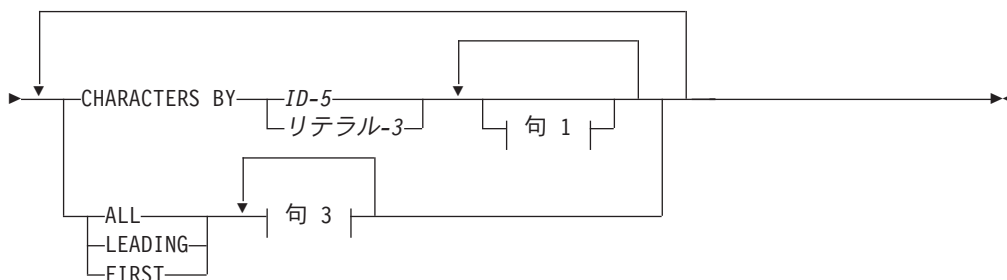 CHARACTERS BY ID-5
リテラル-3
句 1
ALL
句 3
LEADING
FIRST